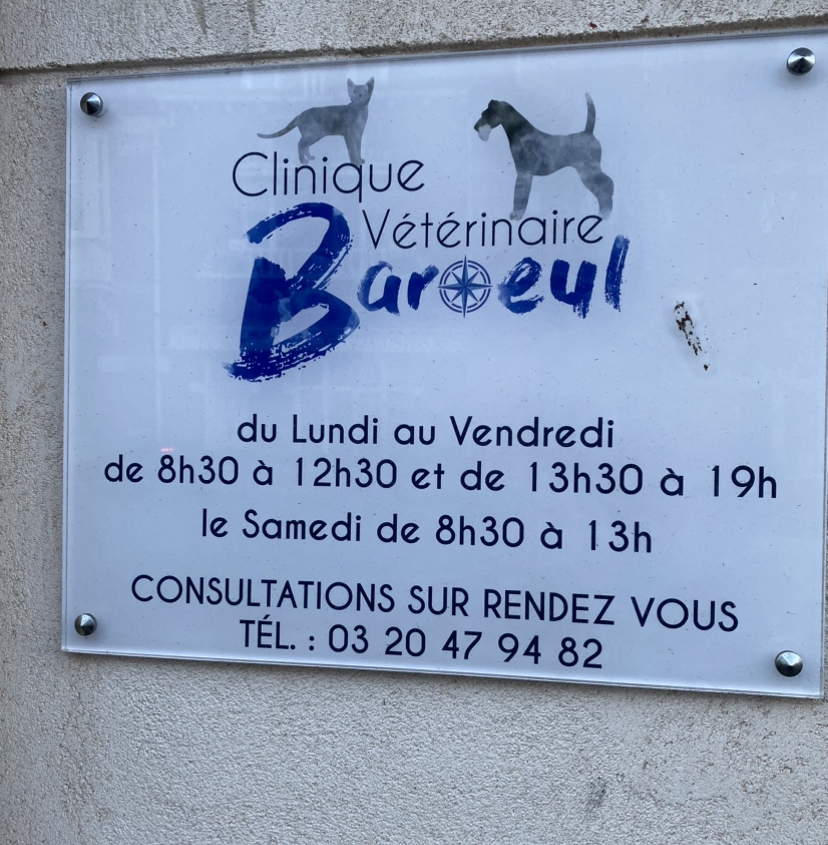 Clinique
Vétérinaire
Baroeul
du Lundi au Vendredi
de 8h30 à 12h30 et de 13h30 à 19h
le Samedi de 8h30 à 13h
CONSULTATIONS SUR RENDEZ VOUS
TÉL. : 03 20 47 94 82